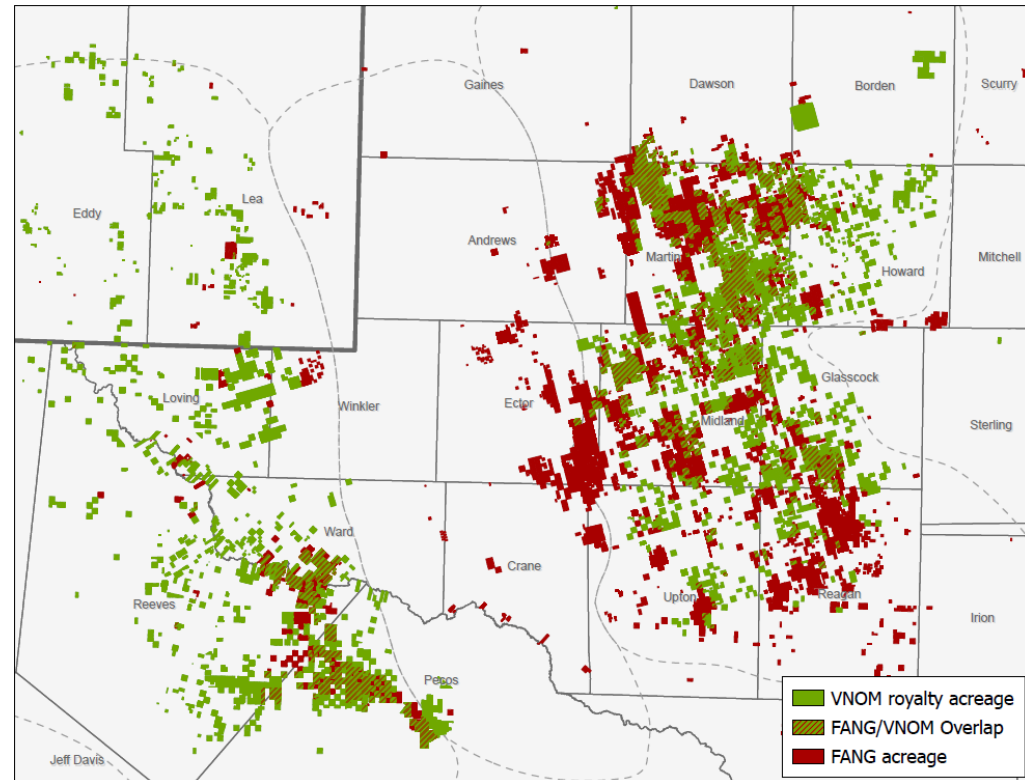 Gaines
Dawson
Borden
Scurry
Eddy
Lea
Andrews
Martin
Howard
Mitchell
Loving
Winkler
Ector
Midland
Glasscock
Sterling
Ward
Crane
Reeves
Upton
Reagan
Irion
Pecos
Jeff Davis
VNOM royalty acreage
FANG/VNOM Overlap
FANG acreage